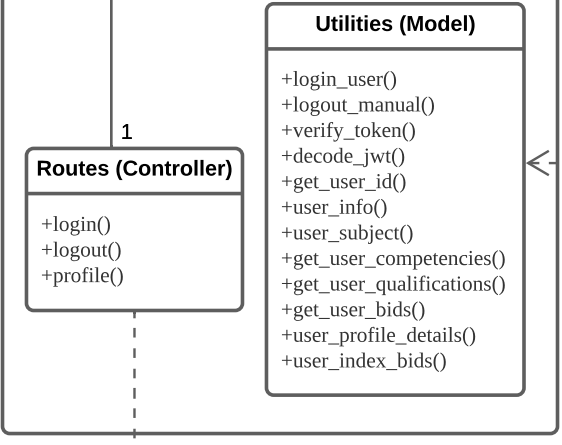 Utilities (Model)
+login_user()
+logout_manual()
+verify_token()
+decode_jwt()
+get_user_id()
+user_info()
+user_subject()
+get_user_competencies()
+get_user_qualifications()
+get_user_bids()
+user_profile_details()
+user_index_bids()
1
Routes (Controller)
+login()
+logout()
+profile()